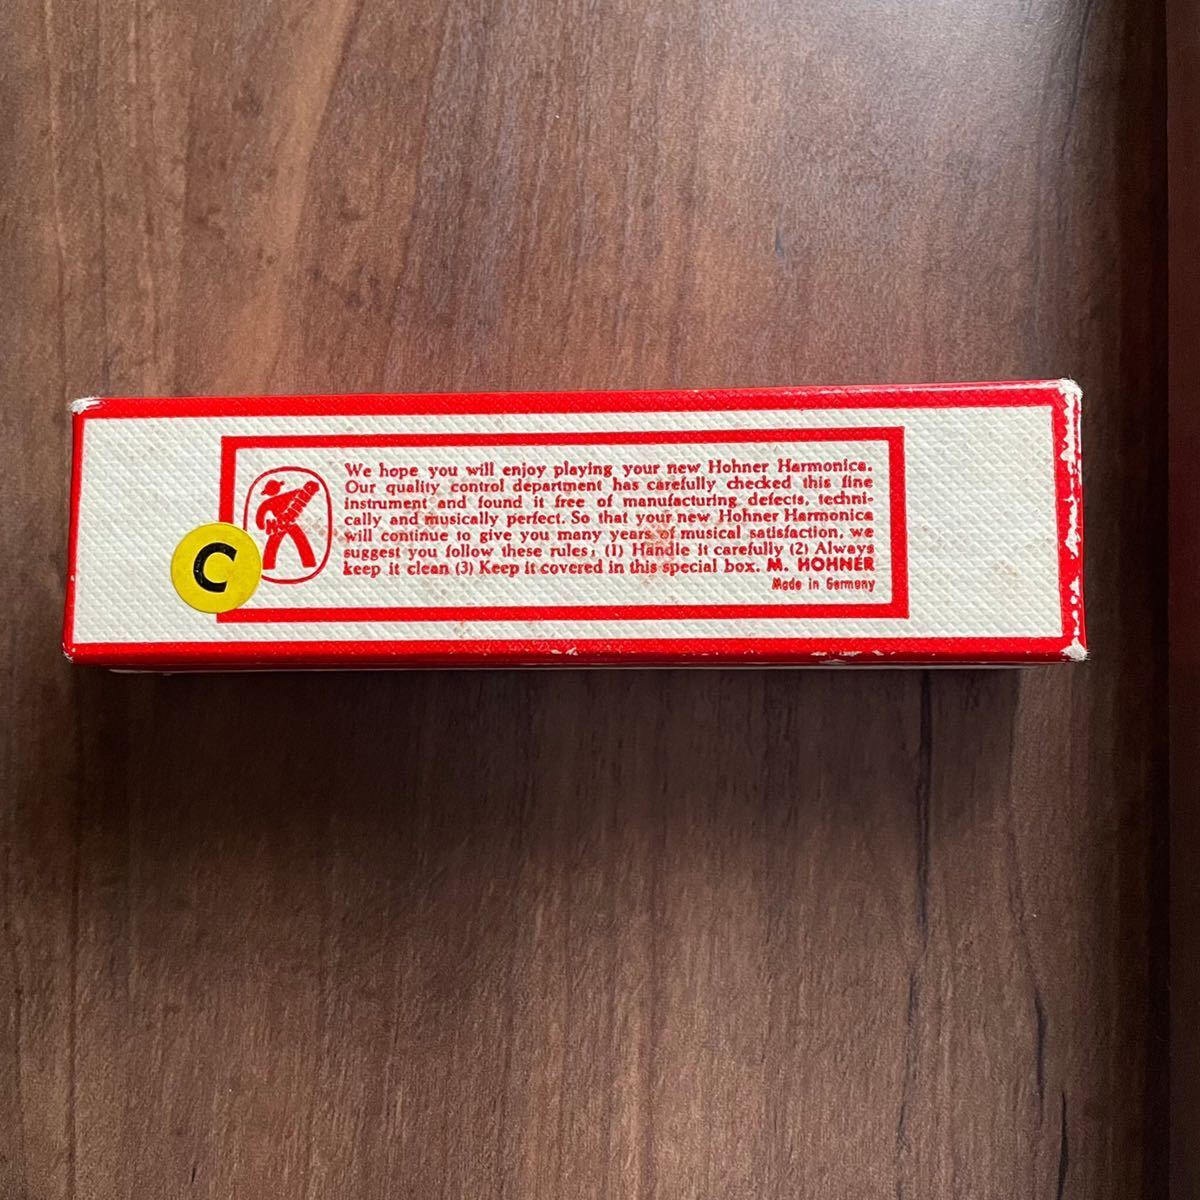 We hope you will enjoy playing your new Hohner Harmonica.
Our quality control department has carefully checked this fine
instrument and found it free of manufacturing defects, techni-
cally and musically perfect. So that your new Hohner Harmonica
will continue to give you many years of musical satisfaction, we
suggest you follow these rules: (1) Handle it carefully (2) Always
keep it clean (3) Keep it covered in this special box. M. HOHNER
Made in Germany
C